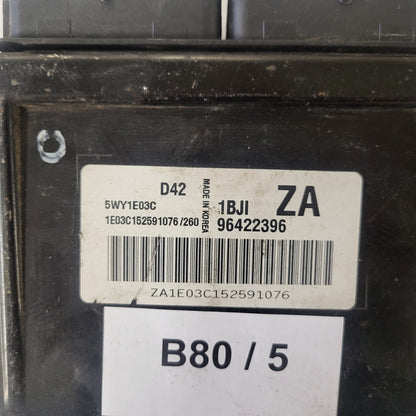 D42
5WY1E03C
1E03C152591076/260
MADE IN KOREA
1BJI ZA
96422396
ZA1E03C152591076
B80 / 5